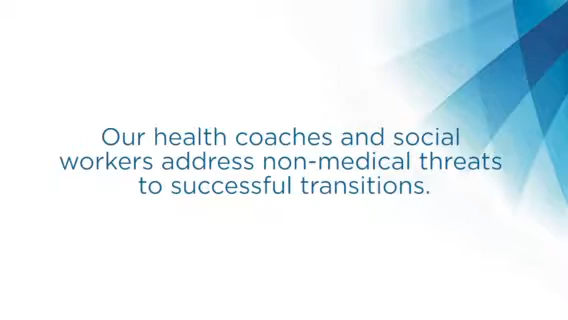 Our health coaches and social
workers address non-medical threats
to successful transitions.